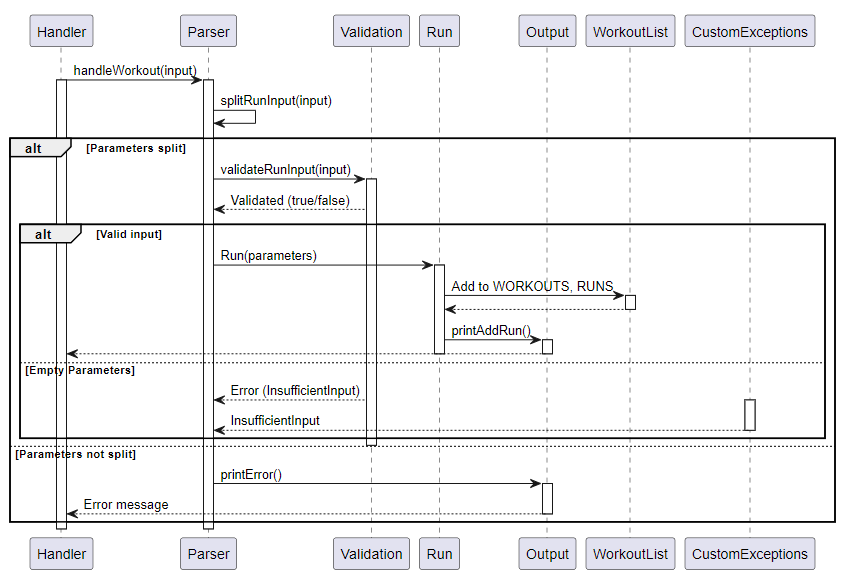 Handler Parser Validation Run Output WorkoutList CustomExceptions
handleWorkout(input)
splitRunInput(input)
alt [Parameters split]
validateRunInput(input)
Validated (true/false)
alt [Valid input]
Run(parameters)
Add to WORKOUTS, RUNS
printAddRun()
[Empty Parameters]
Error (InsufficientInput)
InsufficientInput
[Parameters not split]
printError()
Error message
Handler Parser Validation Run Output WorkoutList CustomExceptions